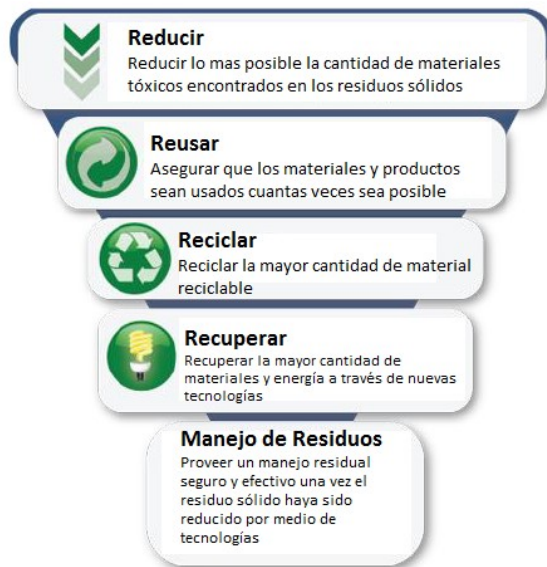 Reducir
Reducir lo mas posible la cantidad de materiales
tóxicos encontrados en los residuos sólidos
Reusar
Asegurar que los materiales y productos
sean usados cuantas veces sea posible
Reciclar
Reciclar la mayor cantidad de material
reciclable
Recuperar
Recuperar la mayor cantidad de
materiales y energía a través de nuevas
tecnologías
Manejo de Residuos
Proveer un manejo residual
seguro y efectivo una vez el
residuo sólido haya sido
reducido por medio de
tecnologías